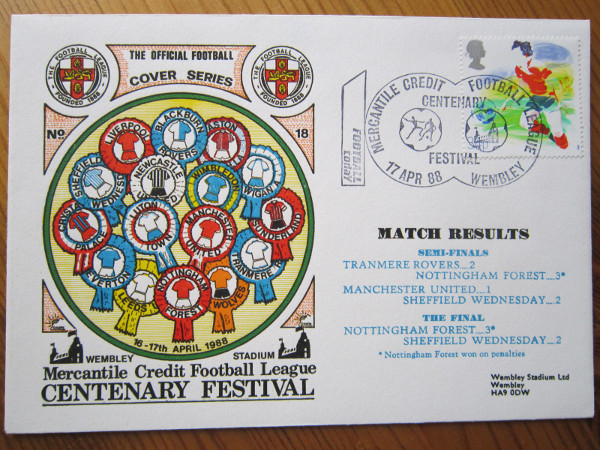 THE FOOTBALL LEAGUE
FOUNDED 1888
THE OFFICIAL FOOTBALL
COVER SERIES
THE FOOTBALL LEAGUE
FOUNDED 1888
No
18
BLACKBURN ROVERS
LIVERPOOL
ASTON
SHEFFIELD WEDNESDAY
NEWCASTLE UNITED
WIMBLEDON
WIGAN
CRYSTAL PALACE
LUTON TOWN
MANCHESTER UNITED
SUNDERLAND
EVERTON
TRANMERE
LEEDS
NOTTINGHAM FOREST
WOLVES
16-17th APRIL 1988
WEMBLEY STADIUM
Mercantile Credit Football League
CENTENARY FESTIVAL
FOOTBALL
MERCANTILE CREDIT FOOTBALL LEAGUE
CENTENARY
FESTIVAL
17 APR 88 WEMBLEY
MATCH RESULTS
SEMI-FINALS
TRANMERE ROVERS...2
NOTTINGHAM FOREST...3*
MANCHESTER UNITED...1
SHEFFIELD WEDNESDAY...2
THE FINAL
NOTTINGHAM FOREST...3*
SHEFFIELD WEDNESDAY...2
* Nottingham Forest won on penalties
Wembley Stadium Ltd
Wembley
HA9 0DW